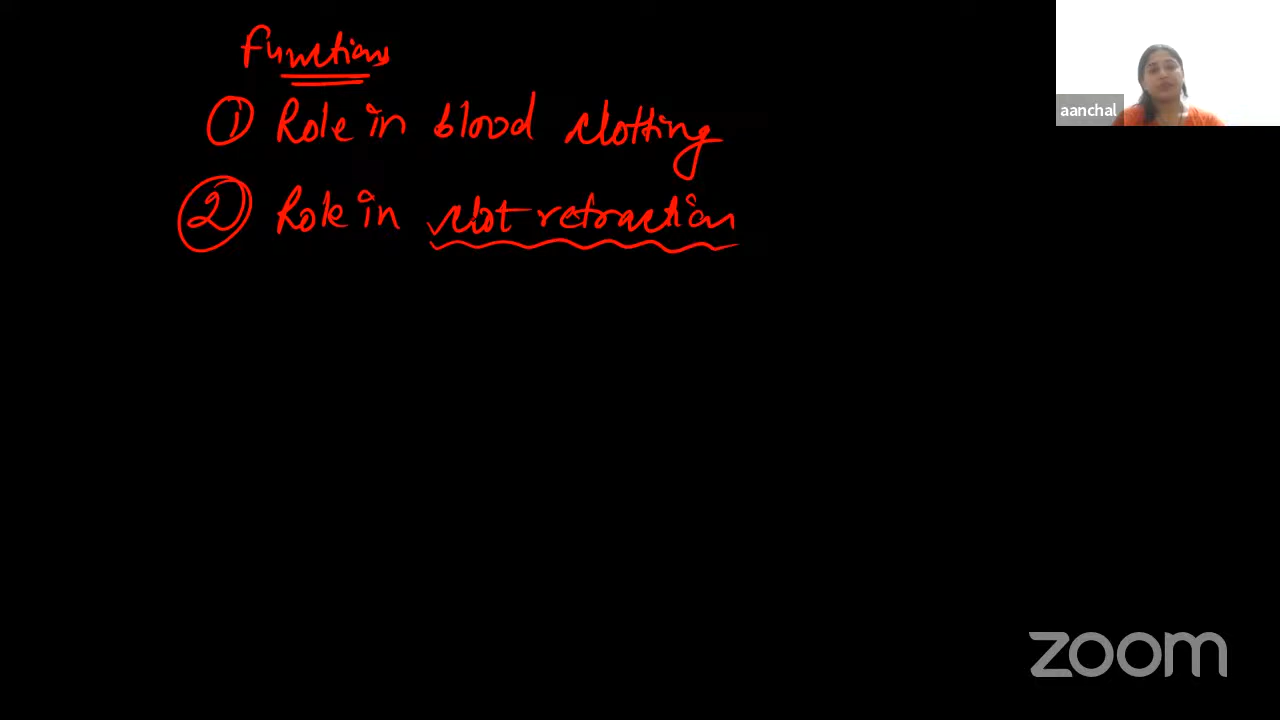 Functions
① Role in blood clotting
② Role in clot retraction
aanchal
zoom